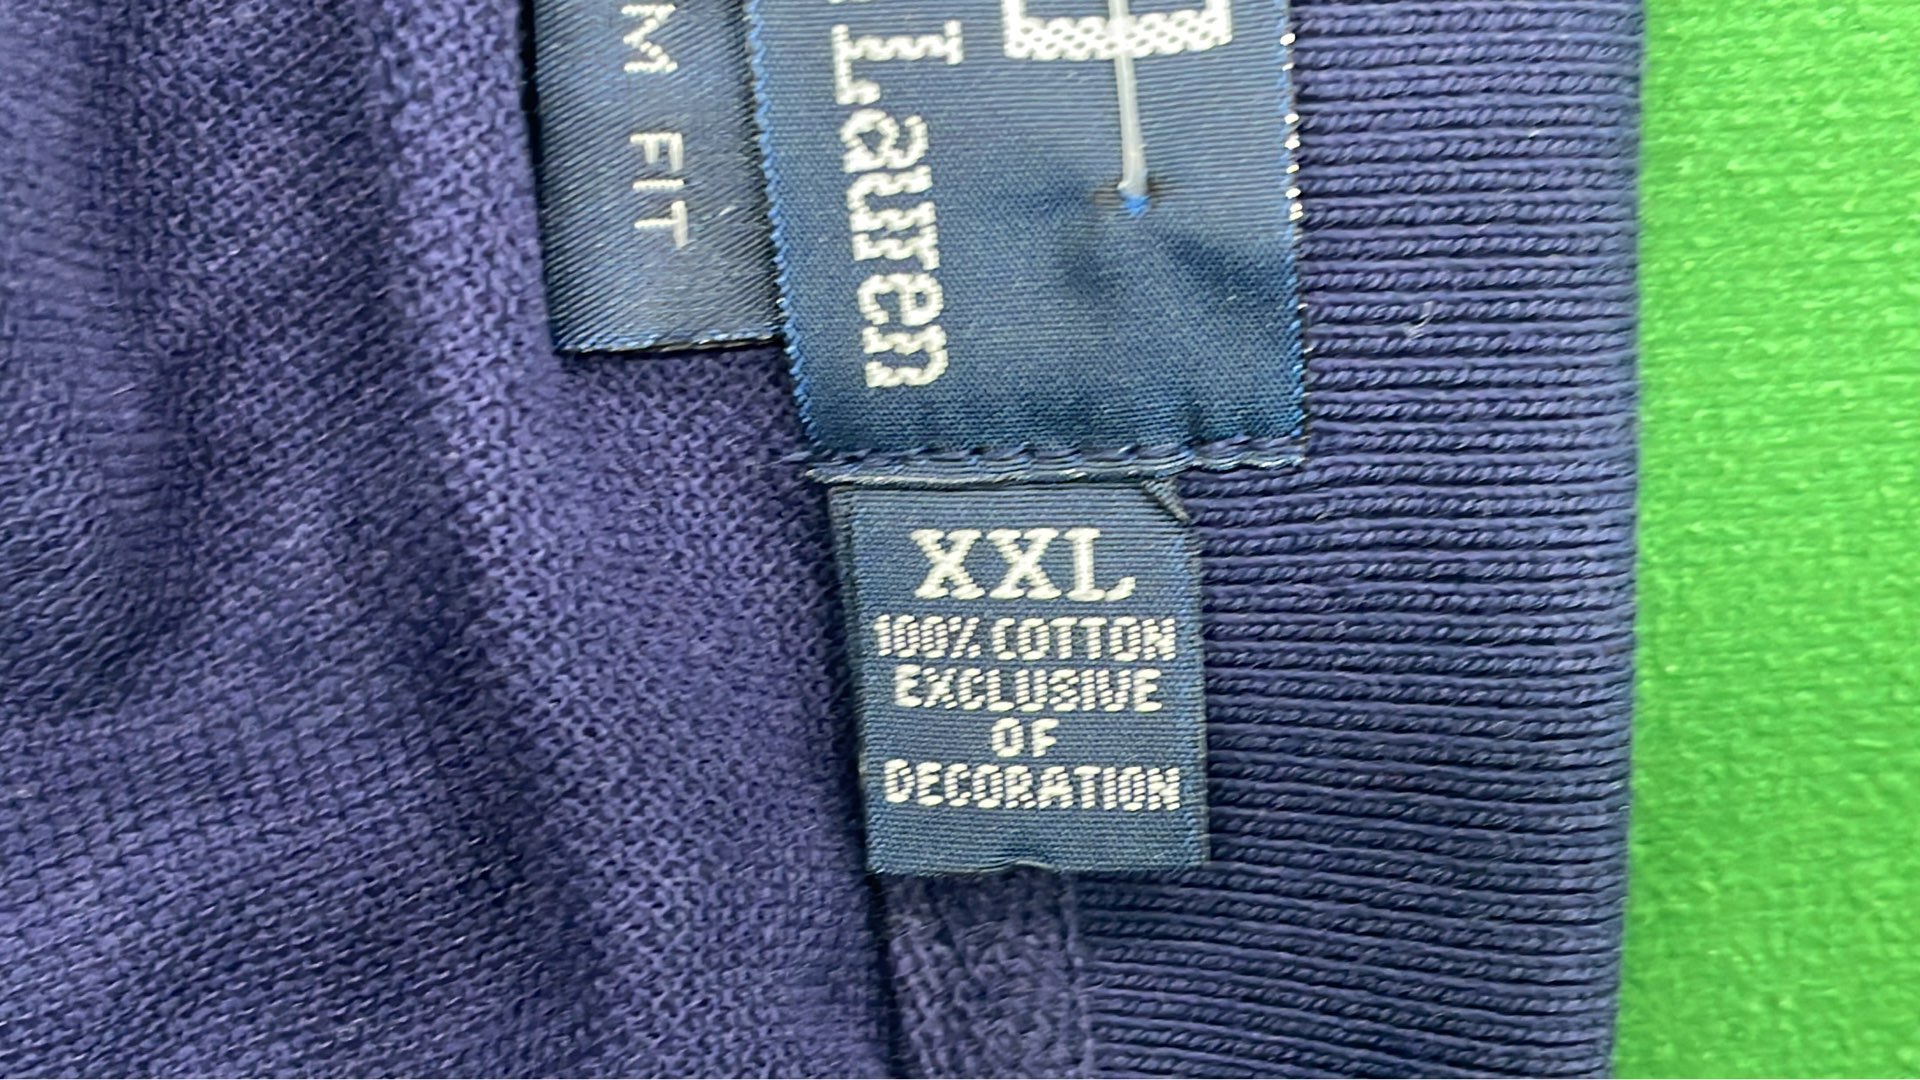 M FIT
Lauren
XXL
100% COTTON
EXCLUSIVE
OF
DECORATION